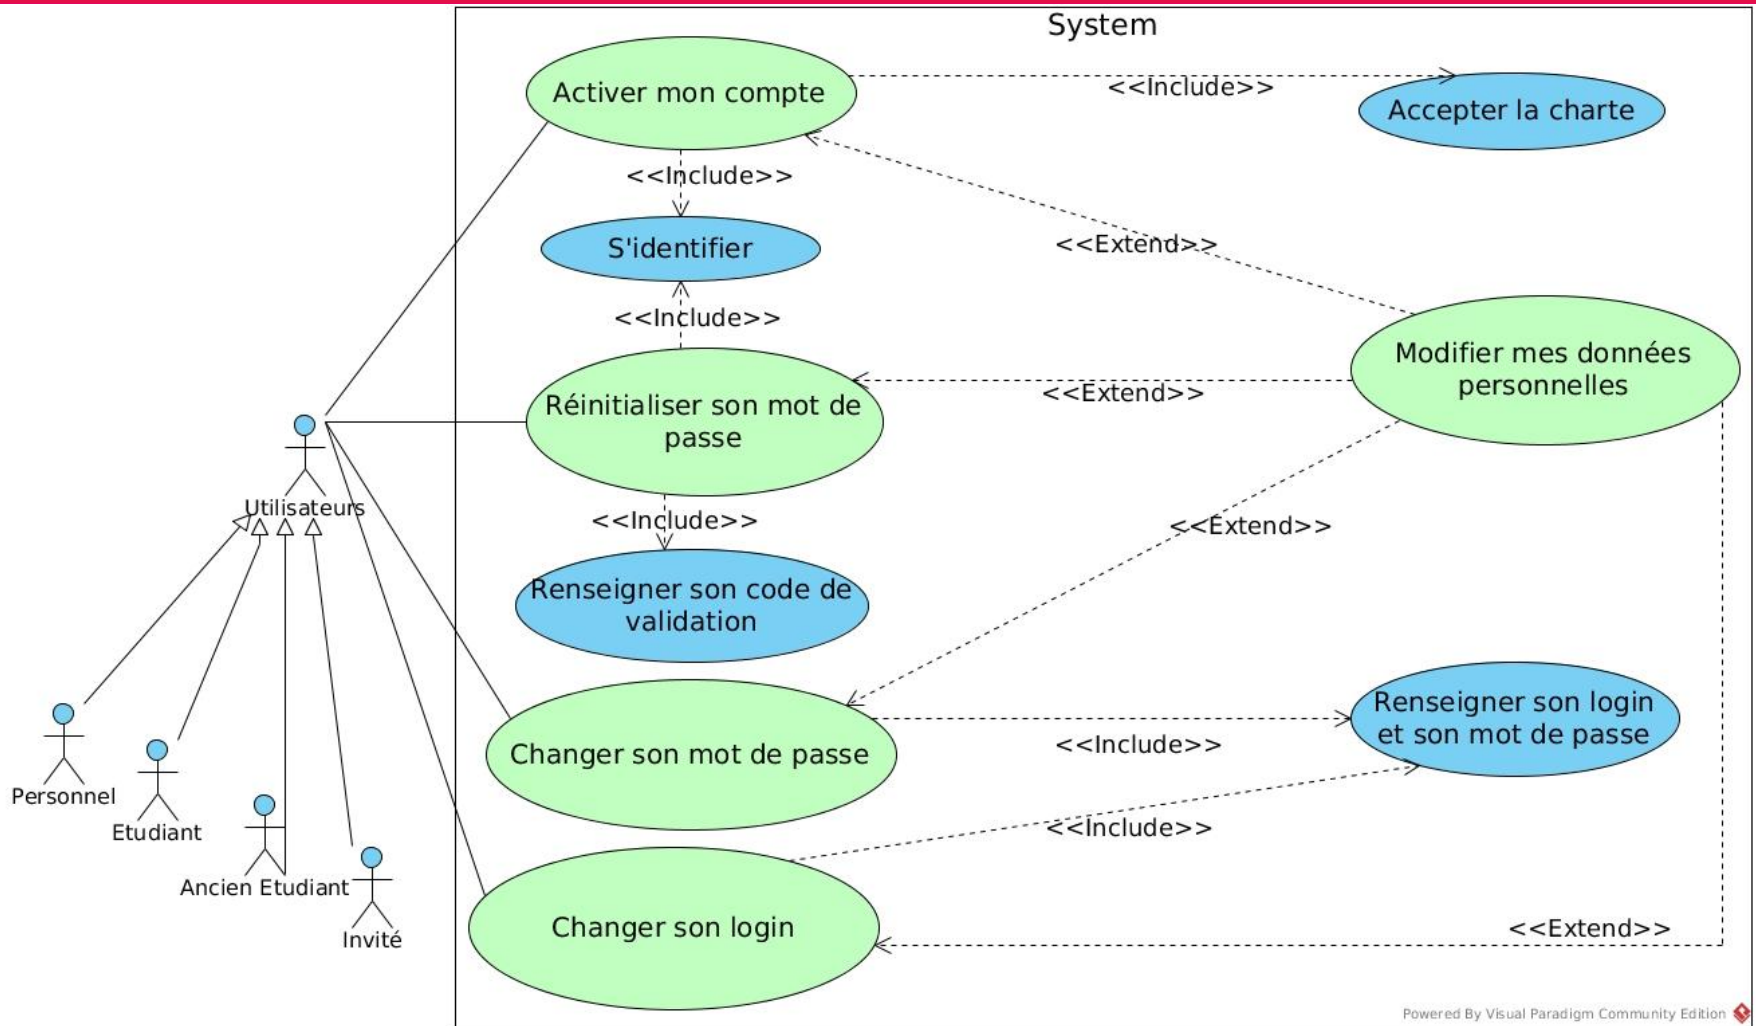 System
Activer mon compte
<<Include>>
Accepter la charte
<<Include>>
<<Extend>>
S'identifier
<<Include>>
Modifier mes données
personnelles
<<Extend>>
Réinitialiser son mot de
passe
Utilisateurs
<<Include>>
<<Extend>>
Renseigner son code de
validation
Renseigner son login
et son mot de passe
<<Include>>
Changer son mot de passe
Personnel
Etudiant
<<Include>>
Ancien Etudiant
Invité
Changer son login
<<Extend>>
Powered By Visual Paradigm Community Edition